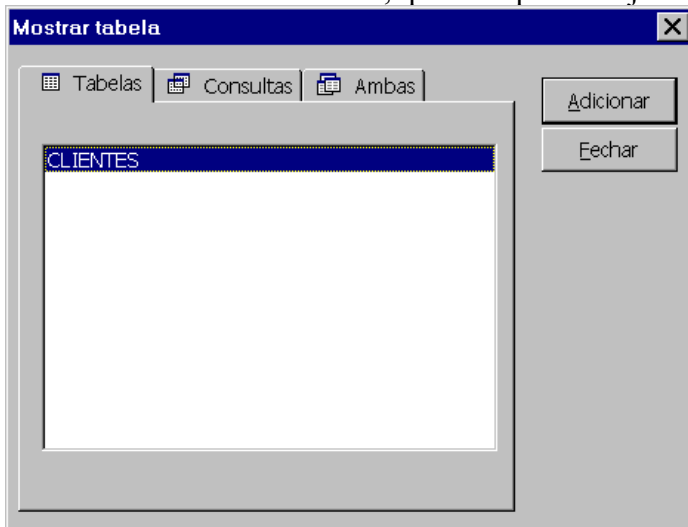 Mostrar tabela
Tabelas Consultas Ambas
Adicionar
Fechar
CLIENTES